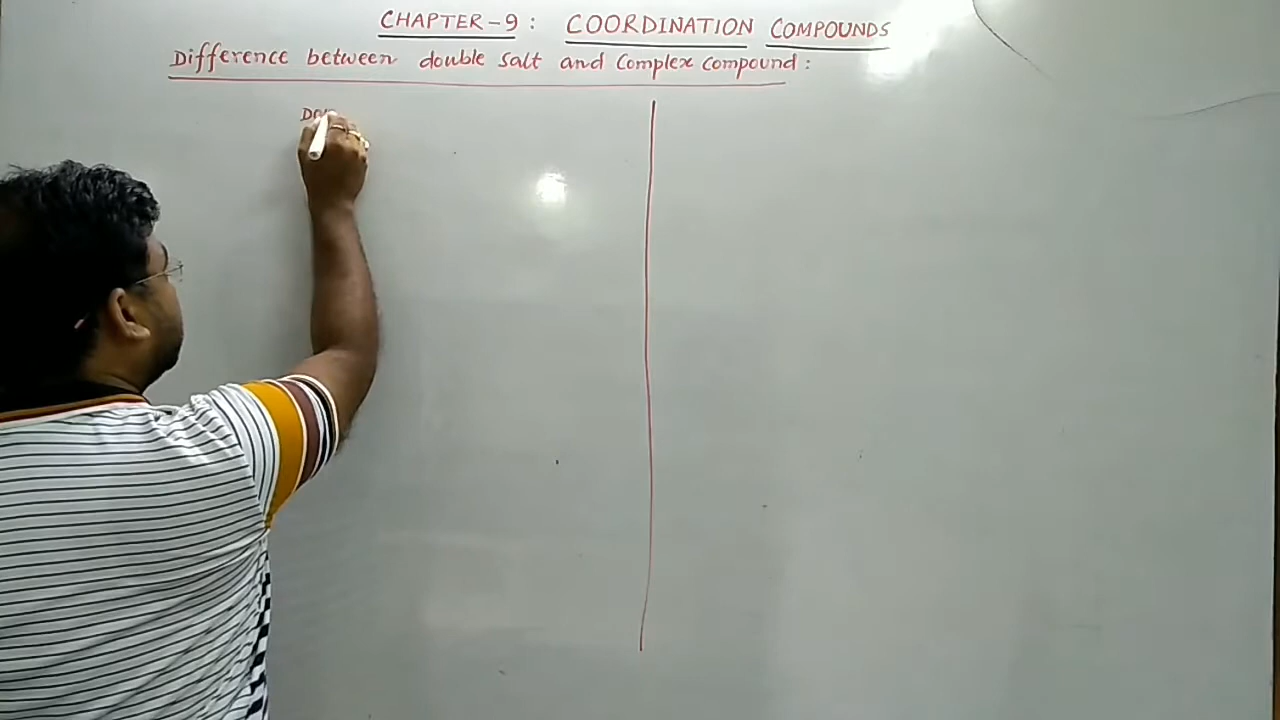 CHAPTER-9: COORDINATION COMPOUNDS
Difference between double salt and Complex Compound: